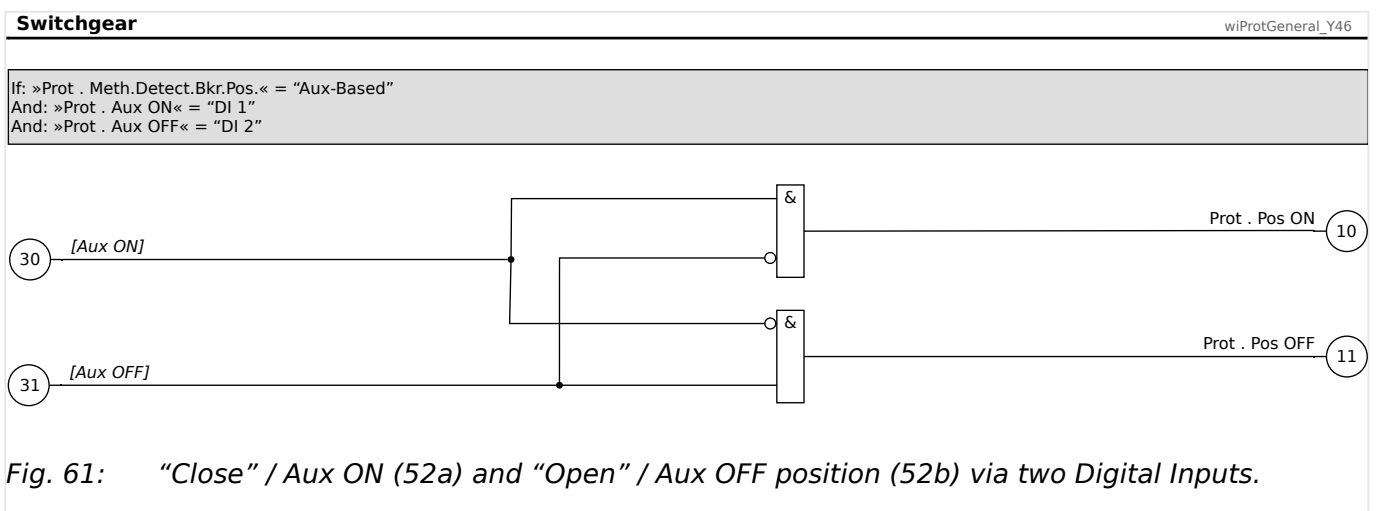 Switchgear
wiProtGeneral_Y46
If: »Prot . Meth.Detect.Bkr.Pos.« = “Aux-Based”
And: »Prot . Aux ON« = “DI 1”
And: »Prot . Aux OFF« = “DI 2”
&
Prot . Pos ON
10
[Aux ON]
30
&
Prot . Pos OFF
11
[Aux OFF]
31
Fig. 61: “Close” / Aux ON (52a) and “Open” / Aux OFF position (52b) via two Digital Inputs.